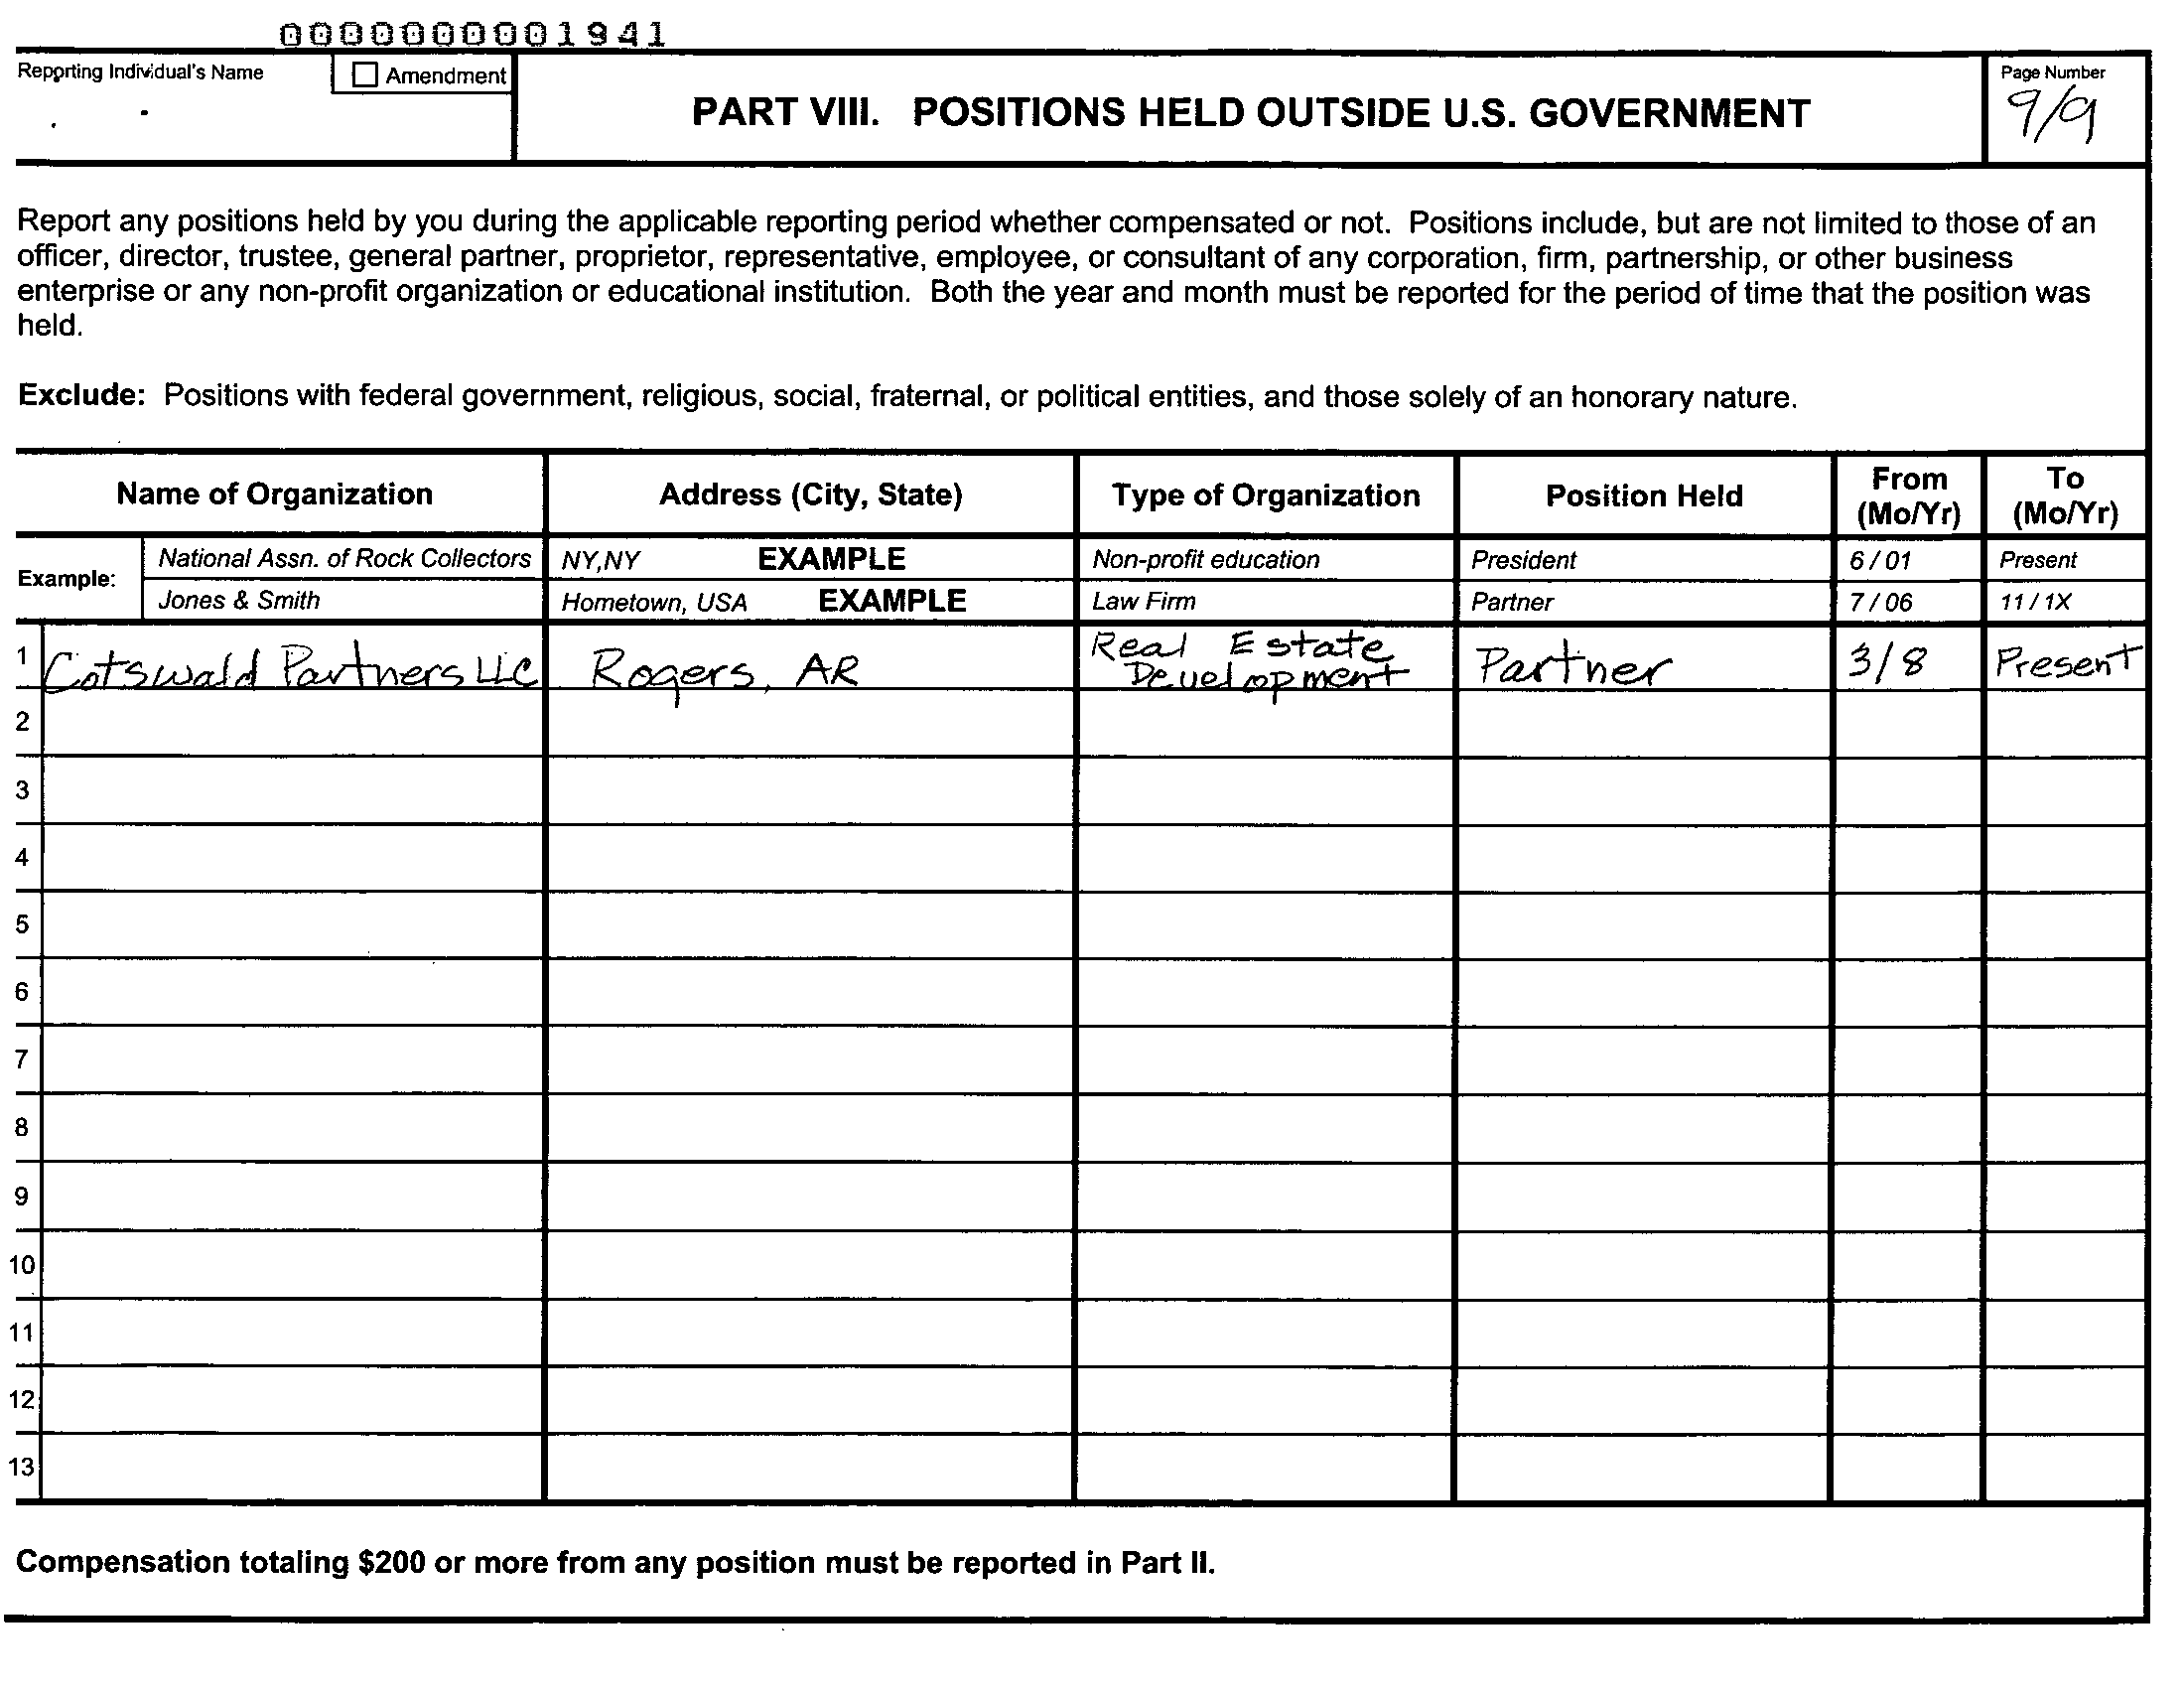 0000000001941
Reporting Individual's Name
Amendment
PART VIII. POSITIONS HELD OUTSIDE U.S. GOVERNMENT
Page Number
9/9
Report any positions held by you during the applicable reporting period whether compensated or not. Positions include, but are not limited to those of an
officer, director, trustee, general partner, proprietor, representative, employee, or consultant of any corporation, firm, partnership, or other business
enterprise or any non-profit organization or educational institution. Both the year and month must be reported for the period of time that the position was
held.
Exclude: Positions with federal government, religious, social, fraternal, or political entities, and those solely of an honorary nature.
Name of Organization Address (City, State) Type of Organization Position Held From (Mo/Yr) To (Mo/Yr)
Example: National Assn. of Rock Collectors NY,NY EXAMPLE Non-profit education President 6 / 01 Present
Jones & Smith Hometown, USA EXAMPLE Law Firm Partner 7 / 06 11 / 1X
1 Cotswald Partners LLC Rogers, AR Real Estate Development Partner 3/8 Present
2
3
4
5
6
7
8
9
10
11
12
13
Compensation totaling $200 or more from any position must be reported in Part II.